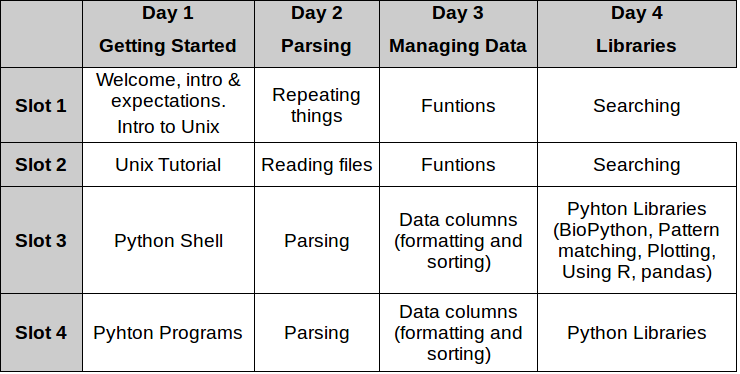 Day 1 Day 2 Day 3 Day 4
Getting Started Parsing Managing Data Libraries
Slot 1
Welcome, intro &
expectations.
Intro to Unix
Repeating
things
Funtions
Searching
Slot 2
Unix Tutorial
Reading files
Funtions
Searching
Slot 3
Python Shell
Parsing
Data columns
(formatting and
sorting)
Pyhton Libraries
(BioPython, Pattern
matching, Plotting,
Using R, pandas)
Slot 4
Pyhton Programs
Parsing
Data columns
(formatting and
sorting)
Python Libraries